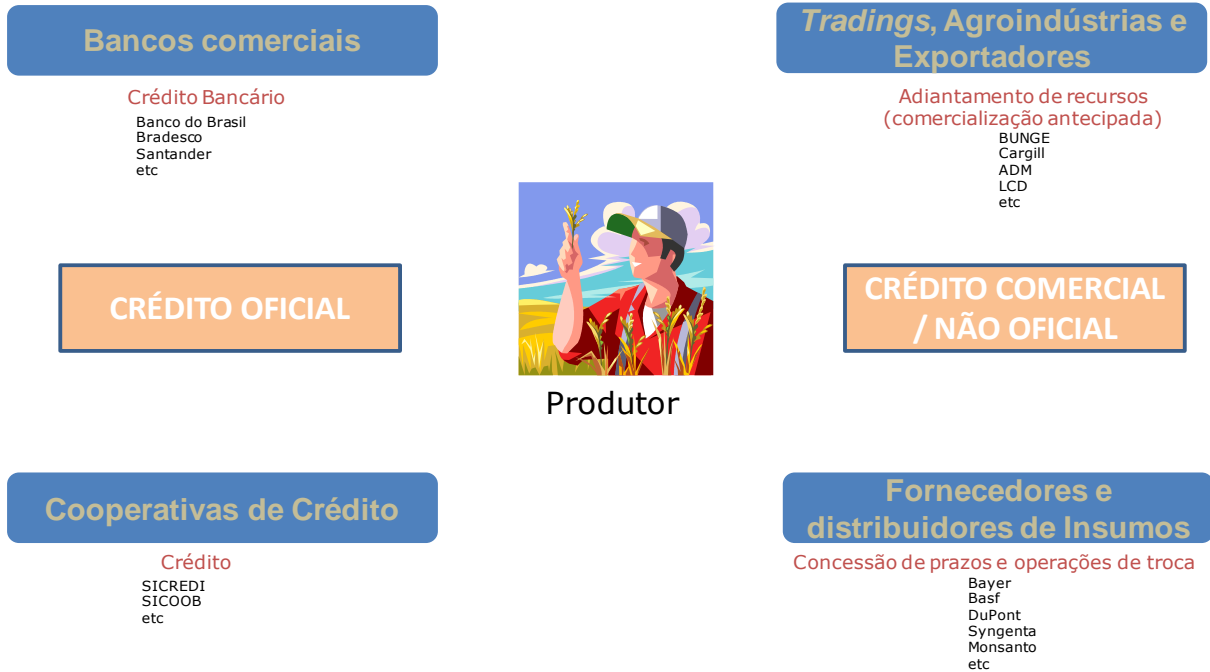 Bancos comerciais
Crédito Bancário
Banco do Brasil
Bradesco
Santander
etc
CRÉDITO OFICIAL
Cooperativas de Crédito
Crédito
SICREDI
SICOOB
etc
Produtor
Tradings, Agroindústrias e
Exportadores
Adiantamento de recursos
(comercialização antecipada)
BUNGE
Cargill
ADM
LCD
etc
CRÉDITO COMERCIAL
/ NÃO OFICIAL
Fornecedores e
distribuidores de Insumos
Concessão de prazos e operações de troca
Bayer
Basf
DuPont
Syngenta
Monsanto
etc